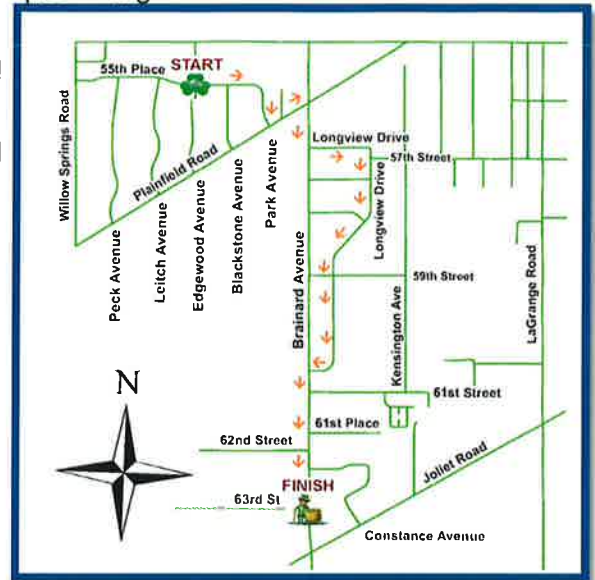 START
55th Place
Willow Springs Road
Plainfield Road
Peck Avenue
Leitch Avenue
Edgewood Avenue
Blackstone Avenue
Park Avenue
Longview Drive
57th Street
Longview Drive
Brainard Avenue
59th Street
Kensington Ave
LaGrange Road
61st Street
61st Place
62nd Street
Joliet Road
N
FINISH
63rd St
Constance Avenue